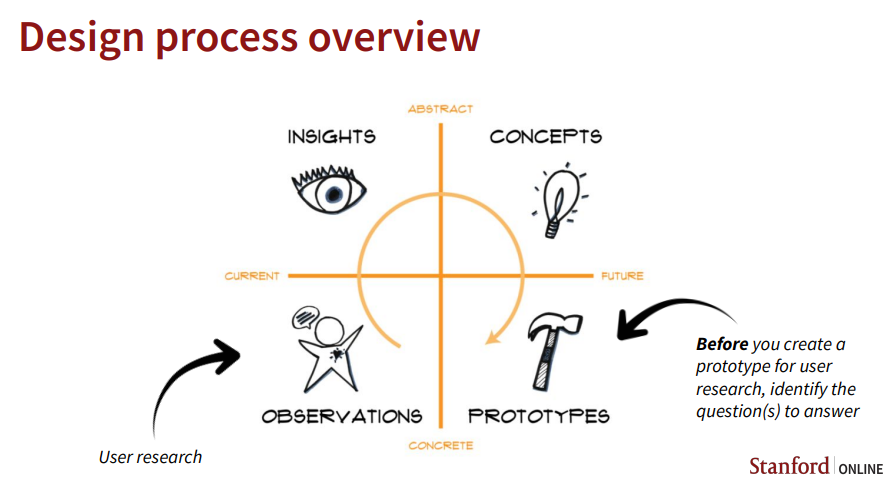 Design process overview
ABSTRACT
INSIGHTS
CONCEPTS
CURRENT
FUTURE
Before you create a
prototype for user
research, identify the
question(s) to answer
OBSERVATIONS
PROTOTYPES
CONCRETE
User research
Stanford ONLINE